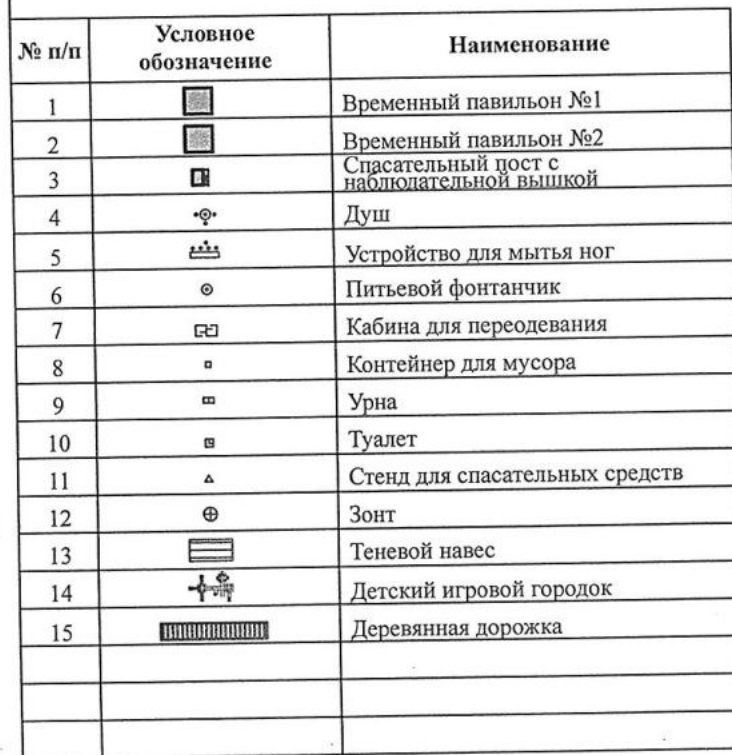 № п/п Условное обозначение Наименование
1 Временный павильон №1
2 Временный павильон №2
3 Спасательный пост с
наблюдательной вышкой
4 Душ
5 Устройство для мытья ног
6 Питьевой фонтанчик
7 Кабина для переодевания
8 Контейнер для мусора
9 Урна
10 Туалет
11 Стенд для спасательных средств
12 Зонт
13 Теневой навес
14 Детский игровой городок
15 Деревянная дорожка